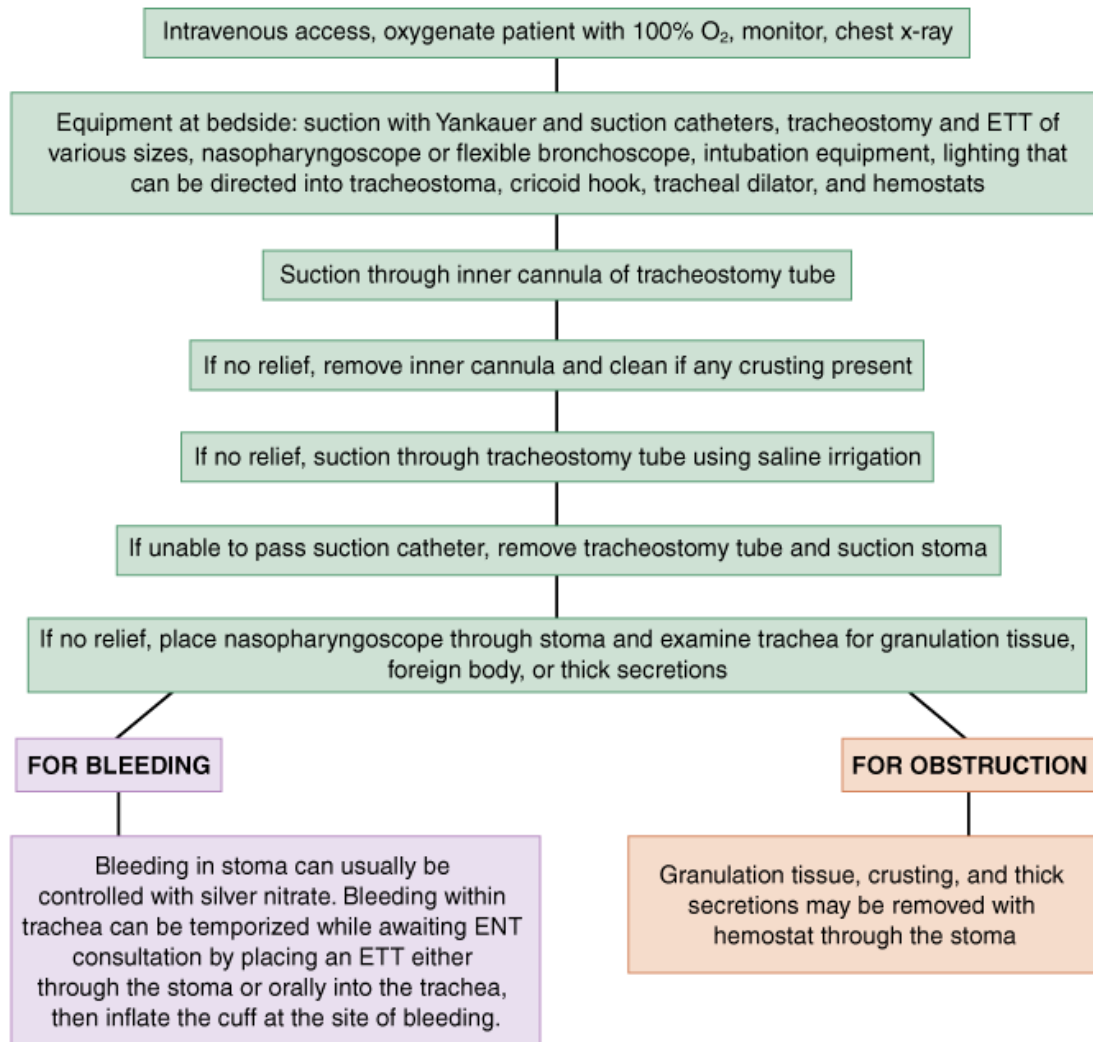 Intravenous access, oxygenate patient with 100% O₂, monitor, chest x-ray
Equipment at bedside: suction with Yankauer and suction catheters, tracheostomy and ETT of
various sizes, nasopharyngoscope or flexible bronchoscope, intubation equipment, lighting that
can be directed into tracheostoma, cricoid hook, tracheal dilator, and hemostats
Suction through inner cannula of tracheostomy tube
If no relief, remove inner cannula and clean if any crusting present
If no relief, suction through tracheostomy tube using saline irrigation
If unable to pass suction catheter, remove tracheostomy tube and suction stoma
If no relief, place nasopharyngoscope through stoma and examine trachea for granulation tissue,
foreign body, or thick secretions
FOR BLEEDING
Bleeding in stoma can usually be
controlled with silver nitrate. Bleeding within
trachea can be temporized while awaiting ENT
consultation by placing an ETT either
through the stoma or orally into the trachea,
then inflate the cuff at the site of bleeding.
FOR OBSTRUCTION
Granulation tissue, crusting, and thick
secretions may be removed with
hemostat through the stoma